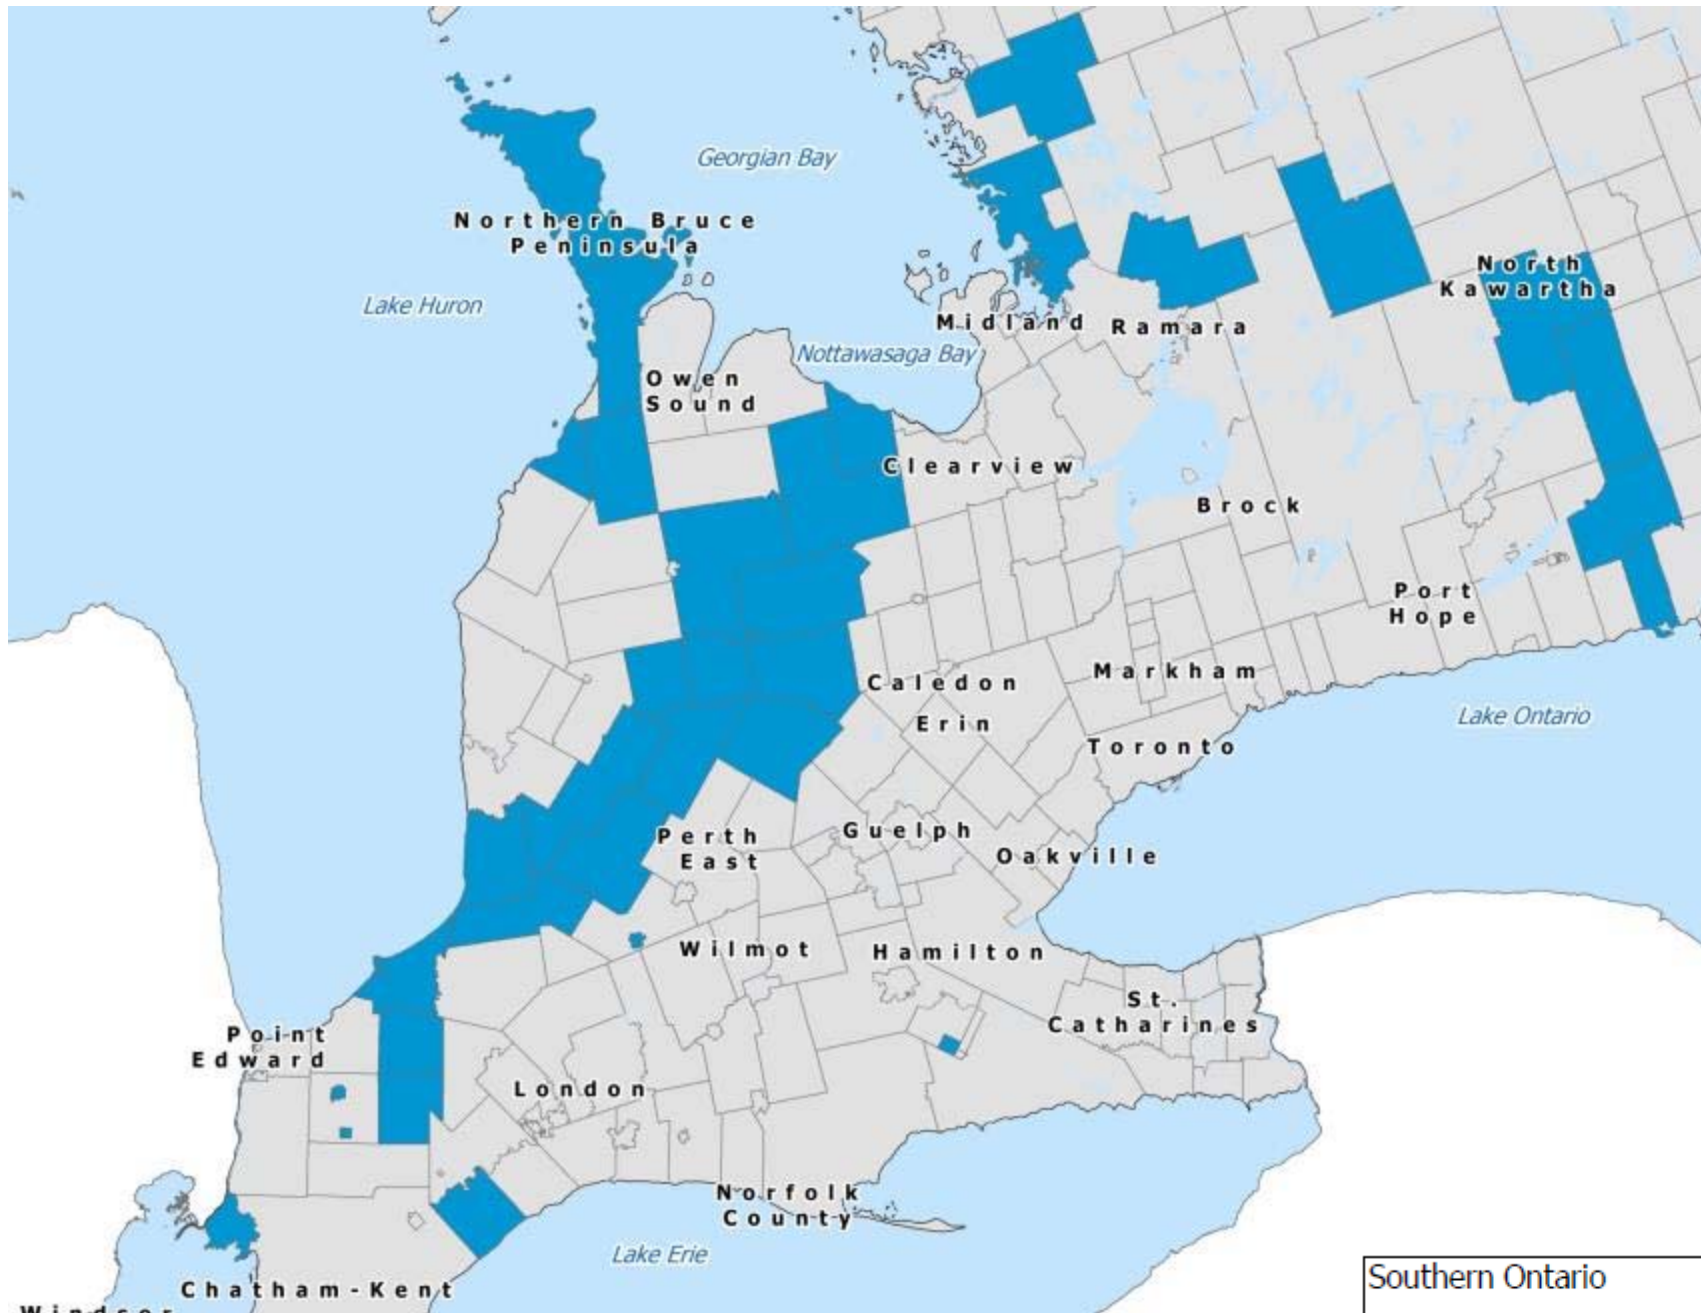 Georgian Bay
Northern Bruce
Peninsula
Lake Huron
North
Kawartha
Midland
Ramara
Nottawasaga Bay
Owen
Sound
Clearview
Brock
Port
Hope
Caledon
Markham
Erin
Toronto
Lake Ontario
Perth
East
Guelph
Oakville
Wilmot
Hamilton
St.
Catharines
Point
Edward
London
Norfolk
County
Lake Erie
Chatham-Kent
Windsor
Southern Ontario